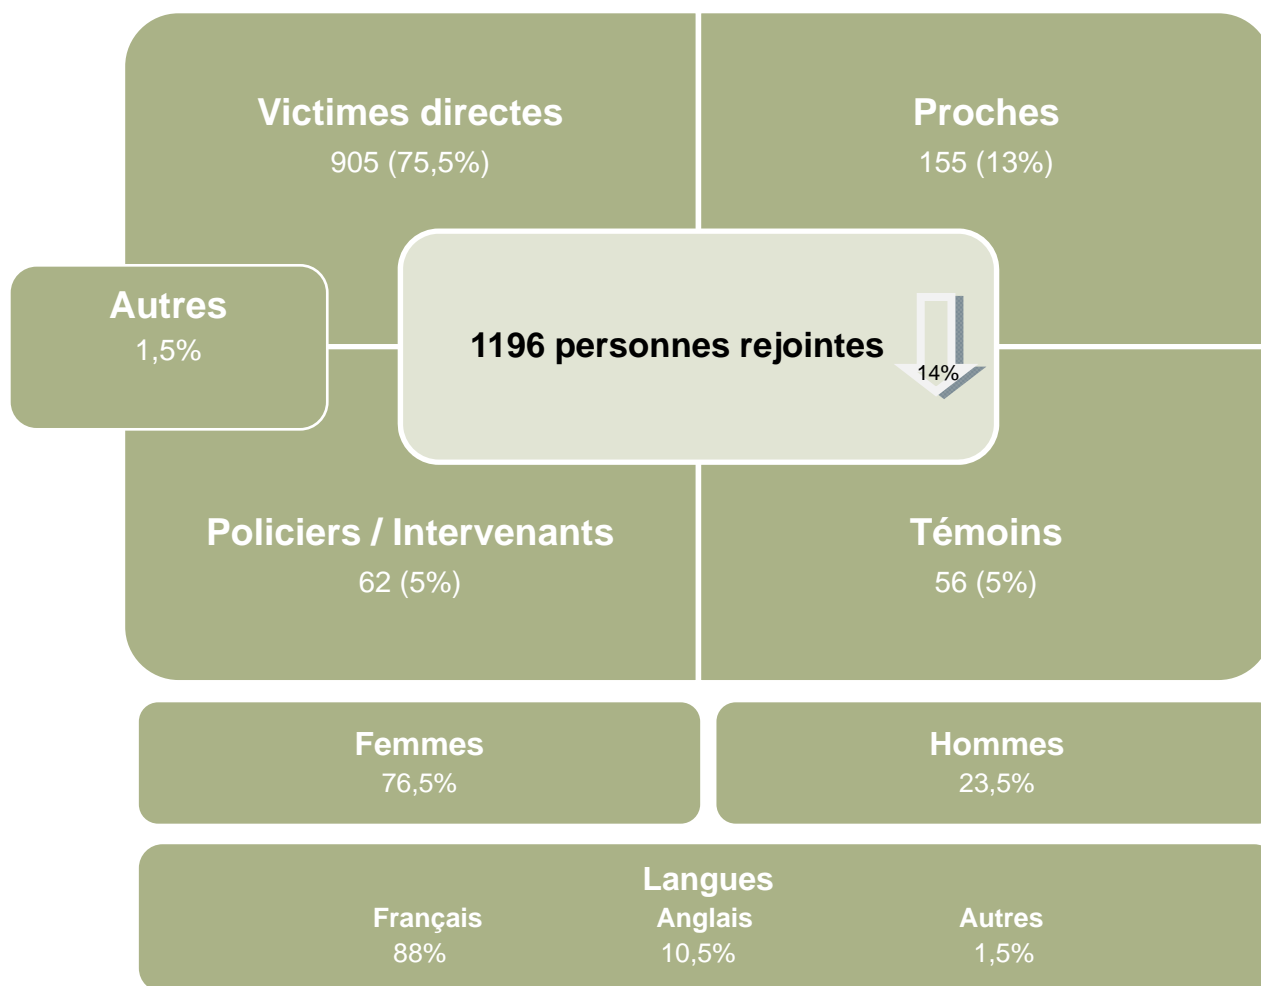 Victimes directes
905 (75,5%)
Proches
155 (13%)
Autres
1,5%
1196 personnes rejointes
14%
Policiers / Intervenants
62 (5%)
Témoins
56 (5%)
Femmes
76,5%
Hommes
23,5%
Langues
Français
88%
Anglais
10,5%
Autres
1,5%